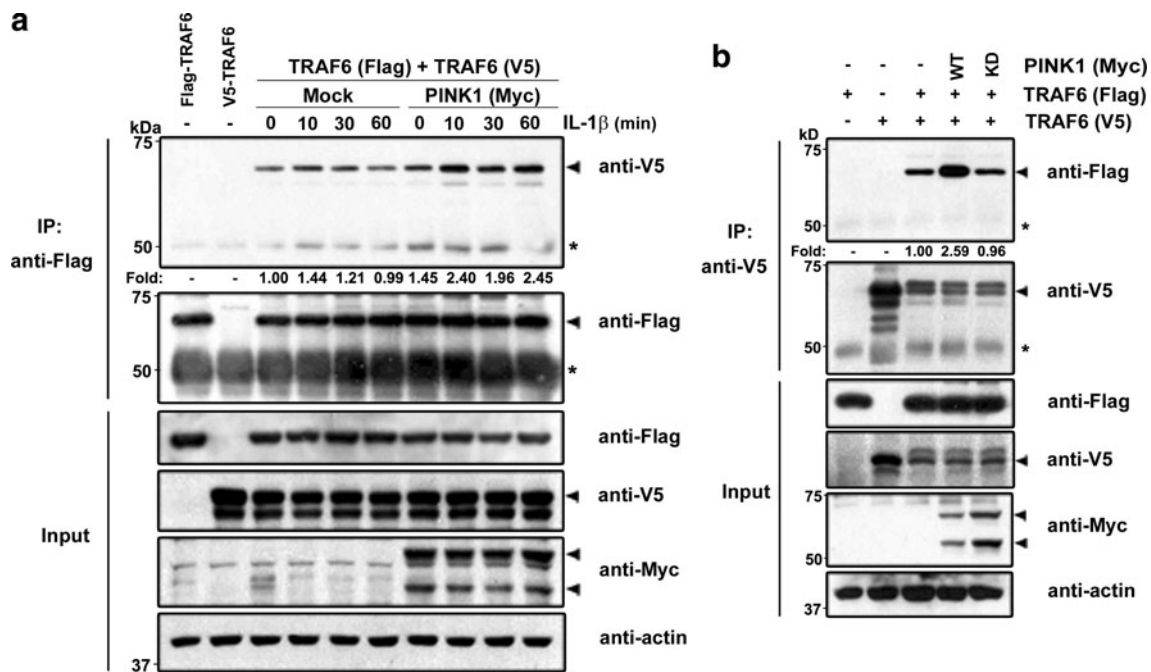 a
Flag-TRAF6
V5-TRAF6
TRAF6 (Flag) + TRAF6 (V5)
Mock PINK1 (Myc)
kDa - - 0 10 30 60 0 10 30 60 IL-1β (min)
75
anti-V5
IP:
anti-Flag
50 *
Fold: - - 1.00 1.44 1.21 0.99 1.45 2.40 1.96 2.45
75
anti-Flag
50 *
Input
anti-Flag
anti-V5
anti-Myc
anti-actin
37
b
- - - WT KD PINK1 (Myc)
+ - + + + TRAF6 (Flag)
- + + + + TRAF6 (V5)
kD
75
anti-Flag
IP:
anti-V5
50 *
Fold: - - 1.00 2.59 0.96
75
anti-V5
50 *
Input
anti-Flag
anti-V5
75
anti-Myc
50
anti-actin
37